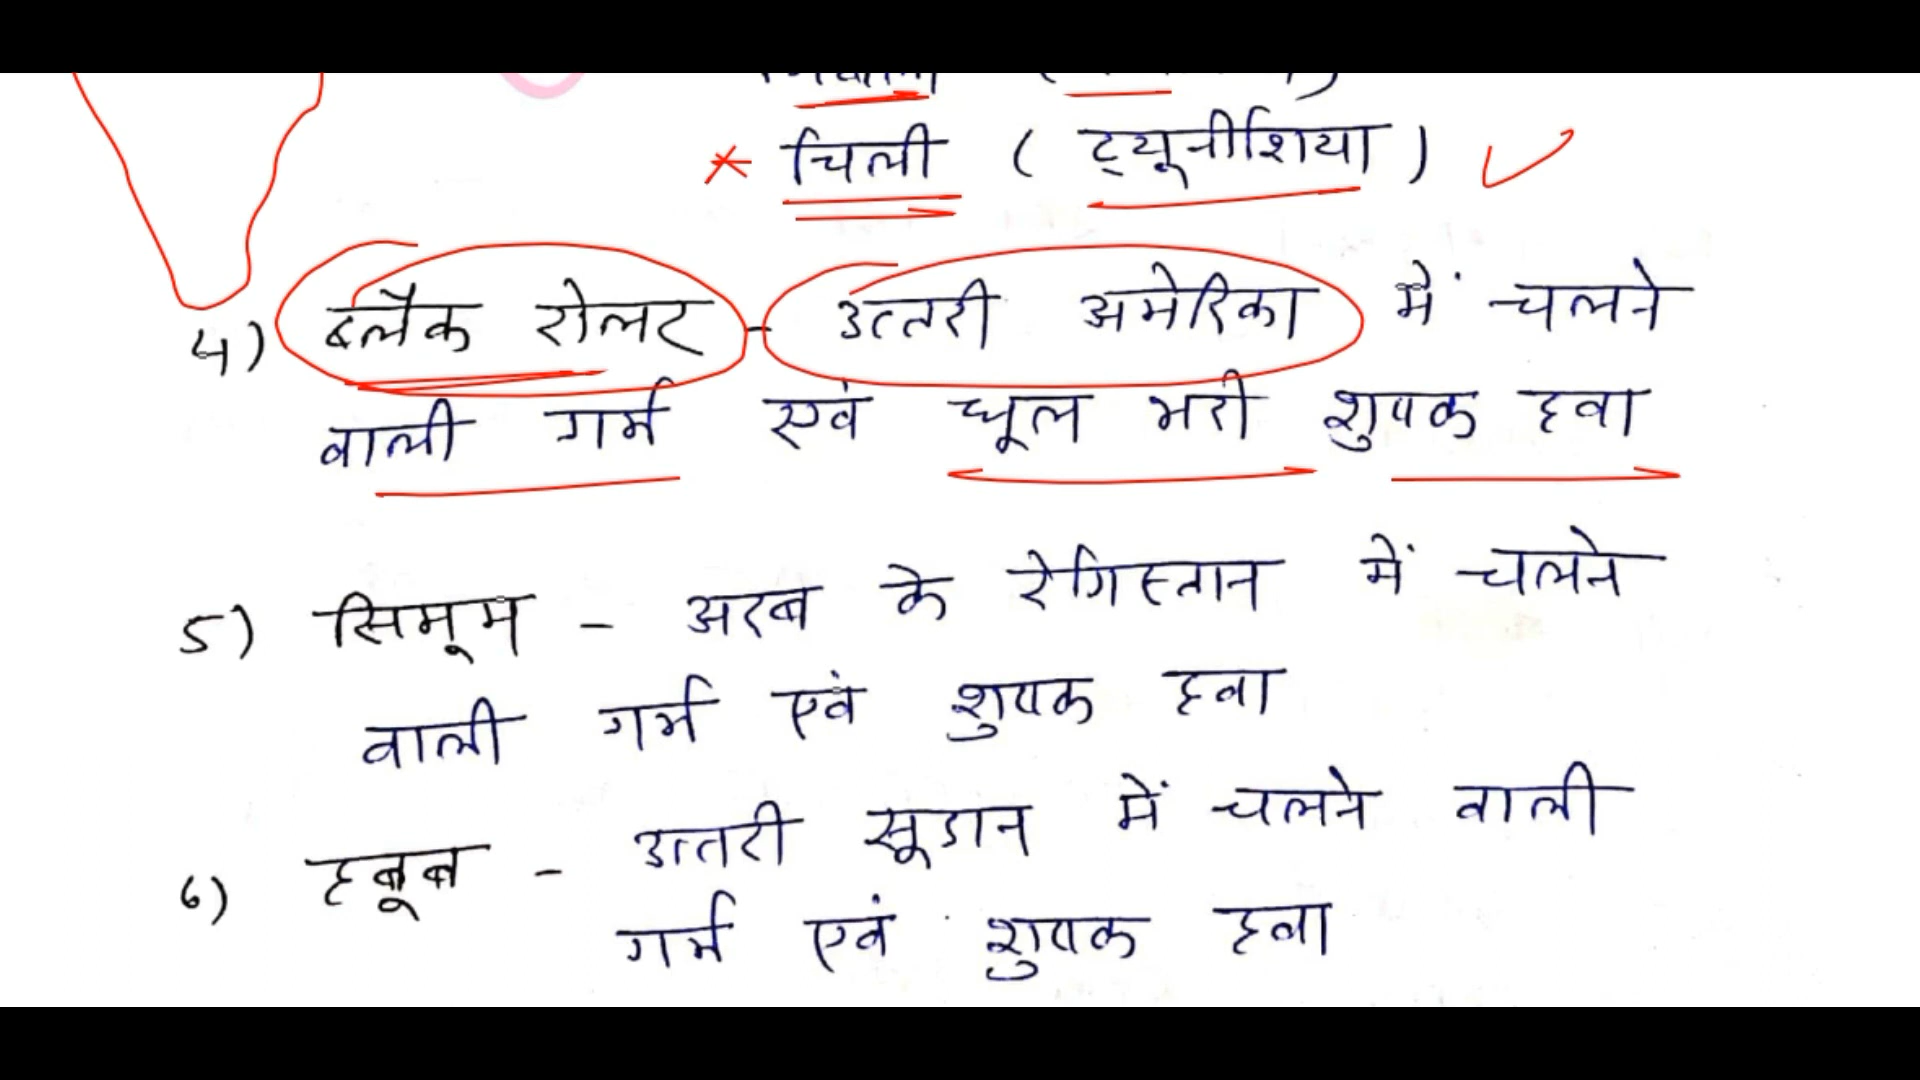 * चिली ( ट्यूनीशिया )
4) ब्लैक रोलर - उत्तरी अमेरिका में चलने
वाली गर्म एवं धूल भरी शुष्क हवा
5) सिमूम - अरब के रेगिस्तान में चलने
वाली गर्म एवं शुष्क हवा
6) हबूब - उत्तरी सूडान में चलने वाली
गर्म एवं शुष्क हवा